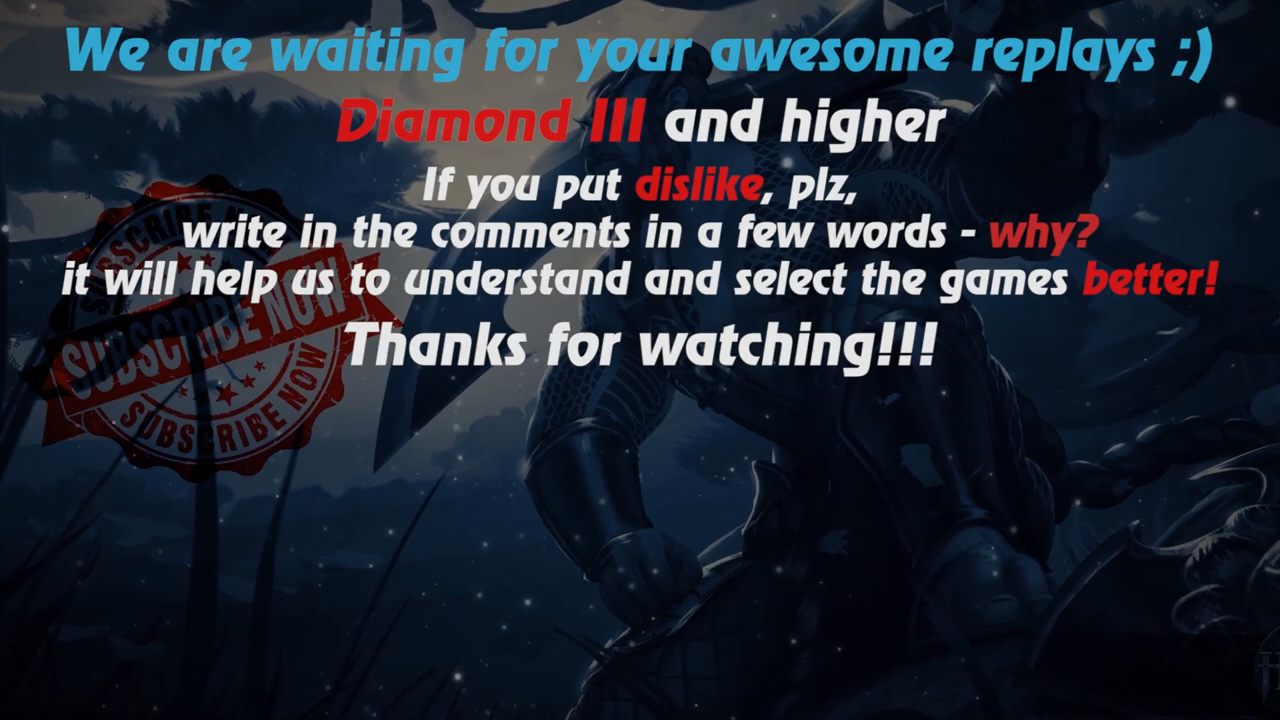 We are waiting for your awesome replays ;)
Diamond III and higher
If you put dislike, plz,
write in the comments in a few words - why?
it will help us to understand and select the games better!
SUBSCRIBE NOW
Thanks for watching!!!
SUBSCRIBE NOW